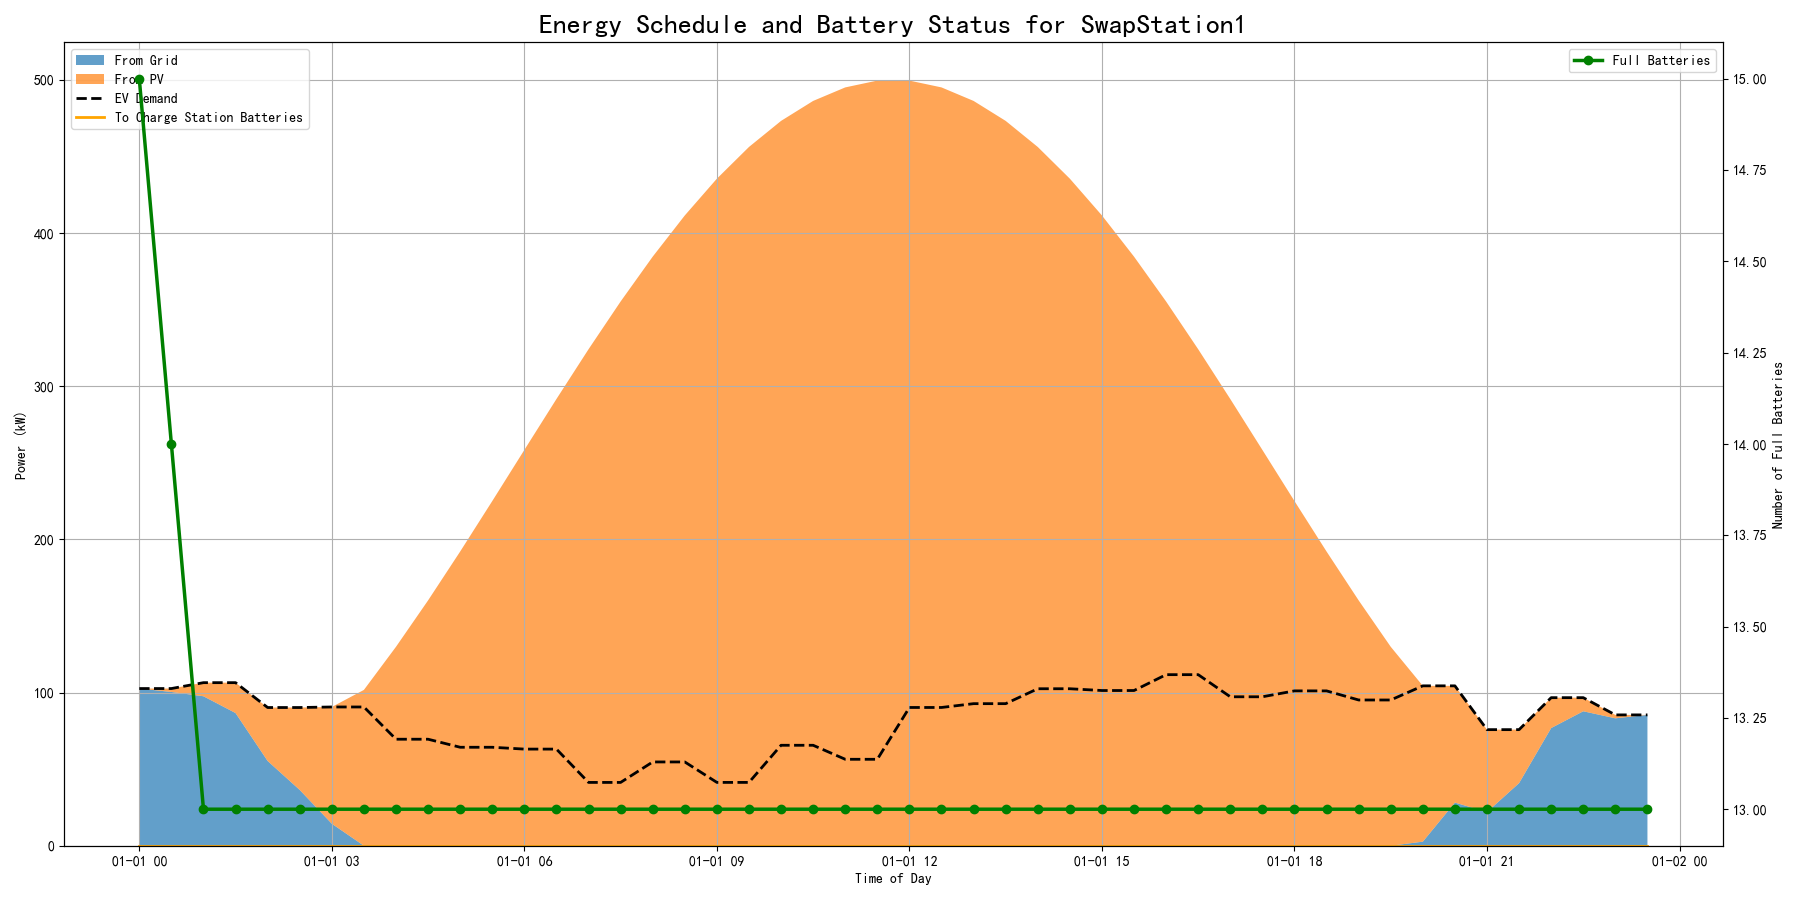 Energy Schedule and Battery Status for SwapStation1
From Grid
From PV
EV Demand
To Charge Station Batteries
Full Batteries
Power (kW)
500
400
300
200
100
0
15.00
14.75
14.50
14.25
14.00
13.75
13.50
13.25
13.00
Number of Full Batteries
01-01 00
01-01 03
01-01 06
01-01 09
01-01 12
01-01 15
01-01 18
01-01 21
01-02 00
Time of Day